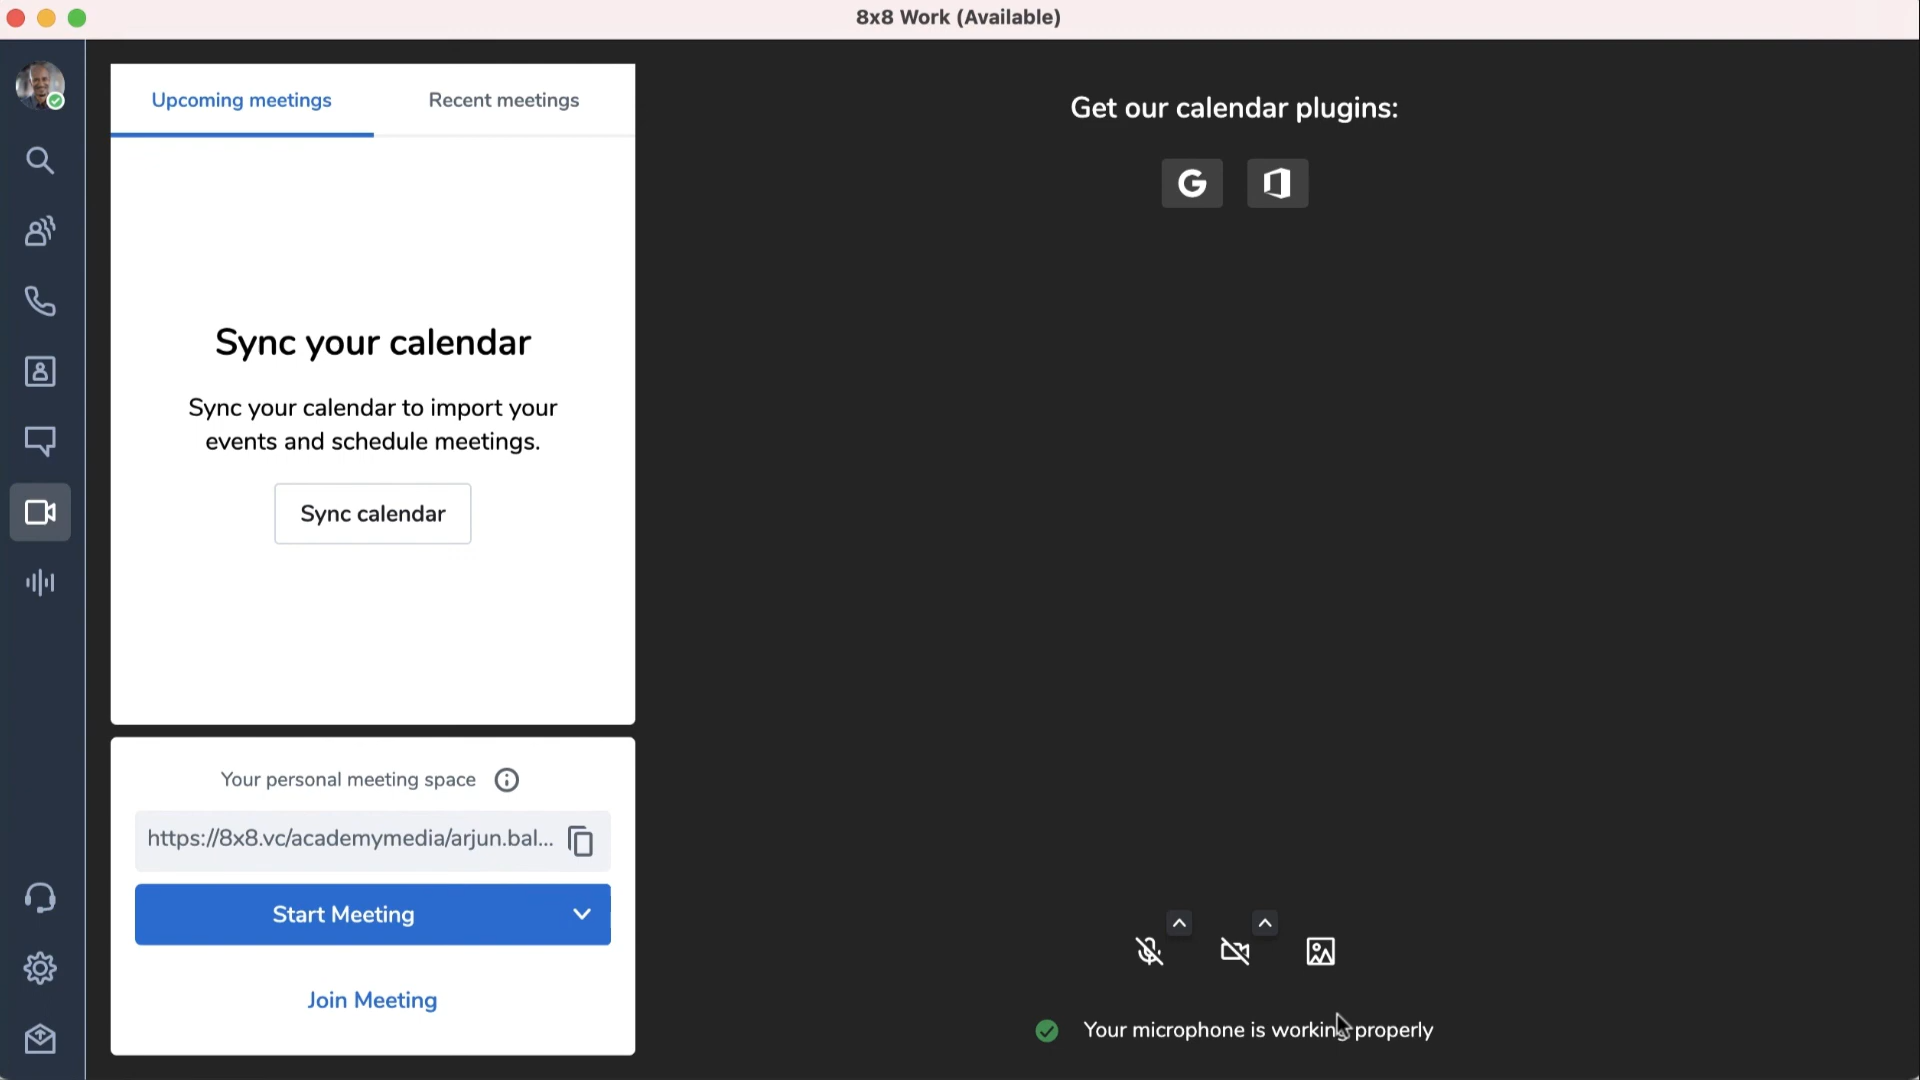 8x8 Work (Available)
Upcoming meetings
Recent meetings
Sync your calendar
Sync your calendar to import your
events and schedule meetings.
Sync calendar
Your personal meeting space
https://8x8.vc/academymedia/arjun.bal...
Start Meeting
Join Meeting
Get our calendar plugins:
Your microphone is working properly